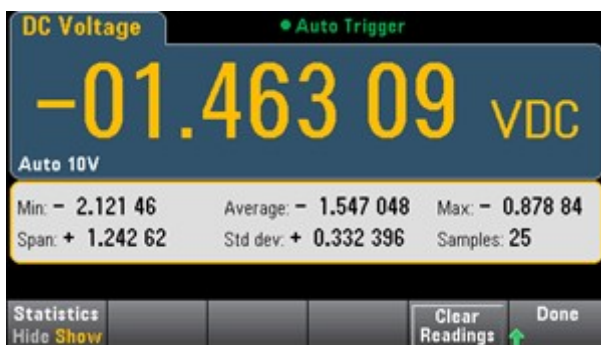 DC Voltage Auto Trigger
-01.463 09 VDC
Auto 10V
Min: - 2.121 46 Average: - 1.547 048 Max: - 0.878 84
Span: + 1.242 62 Std dev: + 0.332 396 Samples: 25
Statistics Clear Done
Hide Show Readings